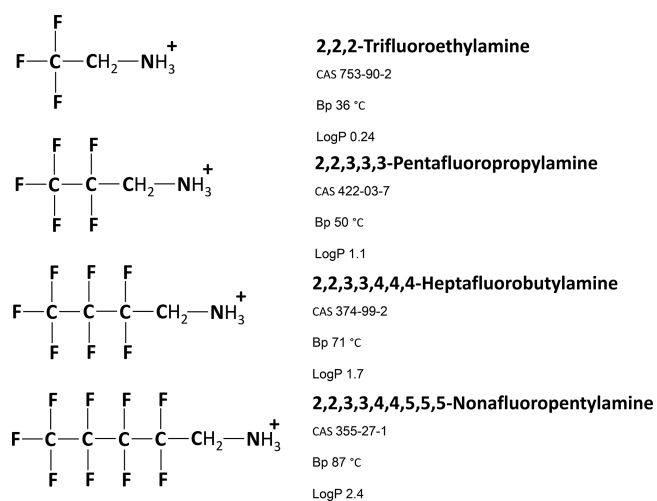 F
+
F—C—CH2—NH3
F
2,2,2-Trifluoroethylamine
CAS 753-90-2
Bp 36 °C
LogP 0.24
F F
+
F—C—C—CH2—NH3
F F
2,2,3,3,3-Pentafluoropropylamine
CAS 422-03-7
Bp 50 °C
LogP 1.1
F F F
+
F—C—C—C—CH2—NH3
F F F
2,2,3,3,4,4,4-Heptafluorobutylamine
CAS 374-99-2
Bp 71 °C
LogP 1.7
F F F F
+
F—C—C—C—C—CH2—NH3
F F F F
2,2,3,3,4,4,5,5,5-Nonafluoropentylamine
CAS 355-27-1
Bp 87 °C
LogP 2.4